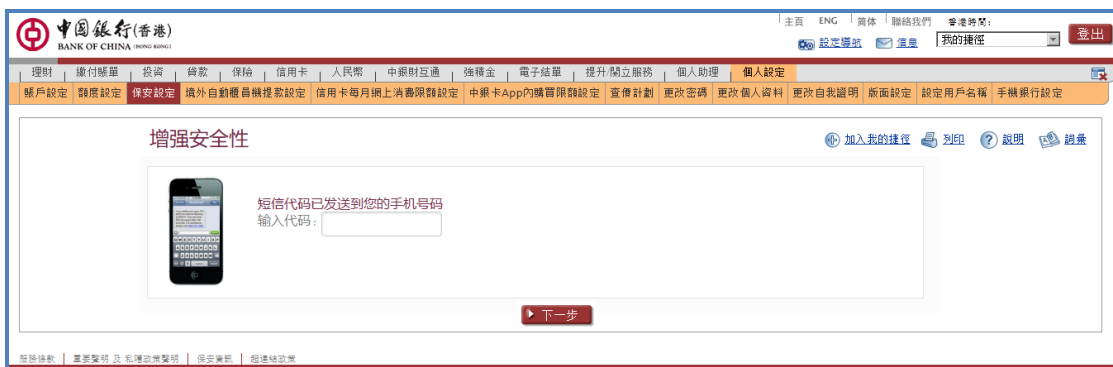 中国银行(香港)
BANK OF CHINA (HONG KONG)
主頁 ENG 简体 聯絡我們 香港時間:
設定導航 信息 我的捷徑 登出
理財 繳付賬單 投資 貸款 保險 信用卡 人民幣 中銀財互通 強積金 電子結單 提升/開立服務 個人助理 個人設定
賬戶設定 額度設定 保安設定 境外自動櫃員機提款設定 信用卡每月網上消費限額設定 中銀卡App內購買限額設定 查冊計劃 更改密碼 更改個人資料 更改自我證明 版面設定 設定用戶名稱 手機銀行設定
增强安全性
加入我的捷徑 列印 說明 詞彙
短信代码已发送到您的手机号码
输入代码:
下一步
服務條款 重要聲明 及 私隱政策聲明 保安資訊 超連結政策